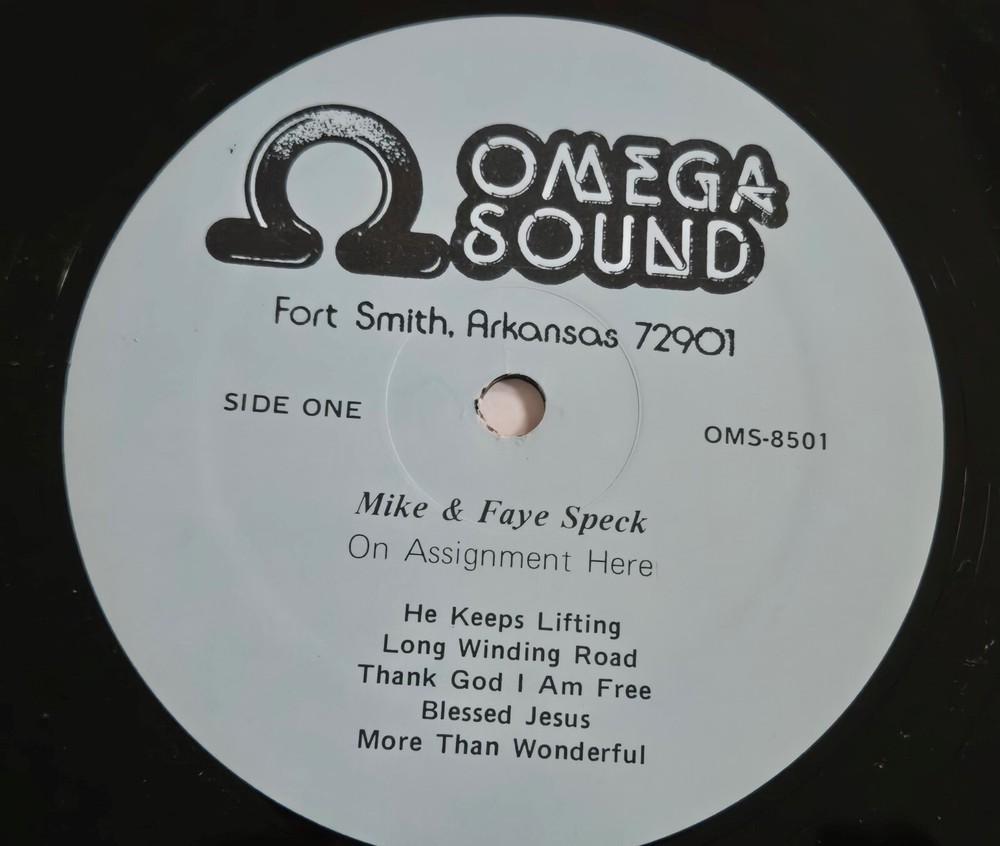 OMEGA
SOUND
Fort Smith, Arkansas 72901
SIDE ONE
OMS-8501
Mike & Faye Speck
On Assignment Here
He Keeps Lifting
Long Winding Road
Thank God I Am Free
Blessed Jesus
More Than Wonderful